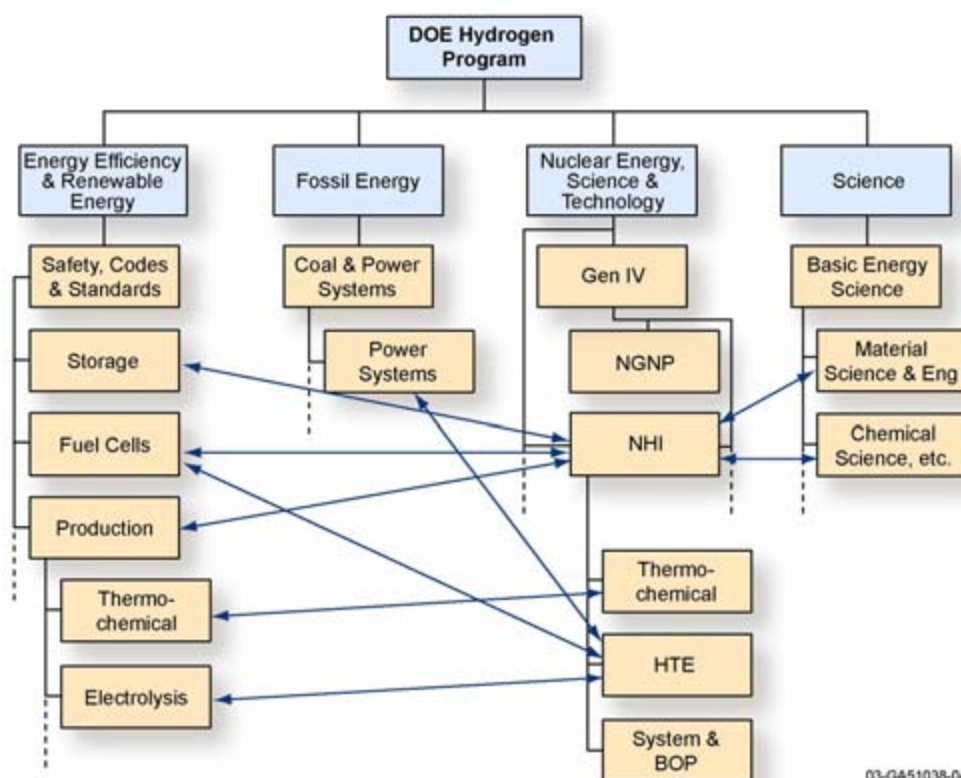 DOE Hydrogen
Program
Energy Efficiency
& Renewable
Energy
Fossil Energy
Nuclear Energy,
Science &
Technology
Science
Safety, Codes
& Standards
Coal & Power
Systems
Gen IV
Basic Energy
Science
Storage
Power
Systems
NGNP
Material
Science & Eng
Fuel Cells
NHI
Chemical
Science, etc.
Production
Thermo-
chemical
Thermo-
chemical
HTE
Electrolysis
System &
BOP